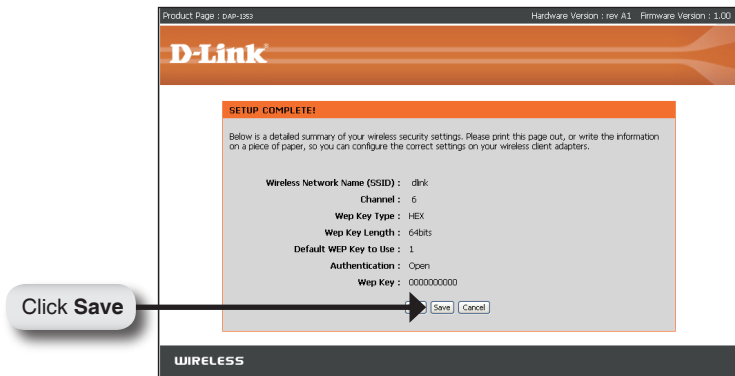 Product Page : DAP-1353 Hardware Version : rev A1 Firmware Version : 1.00
D-Link
SETUP COMPLETE!
Below is a detailed summary of your wireless security settings. Please print this page out, or write the information
on a piece of paper, so you can configure the correct settings on your wireless client adapters.
Wireless Network Name (SSID) : dlink
Channel : 6
Wep Key Type : HEX
Wep Key Length : 64bits
Default WEP Key to Use : 1
Authentication : Open
Wep Key : 0000000000
Click Save
Save Cancel
WIRELESS